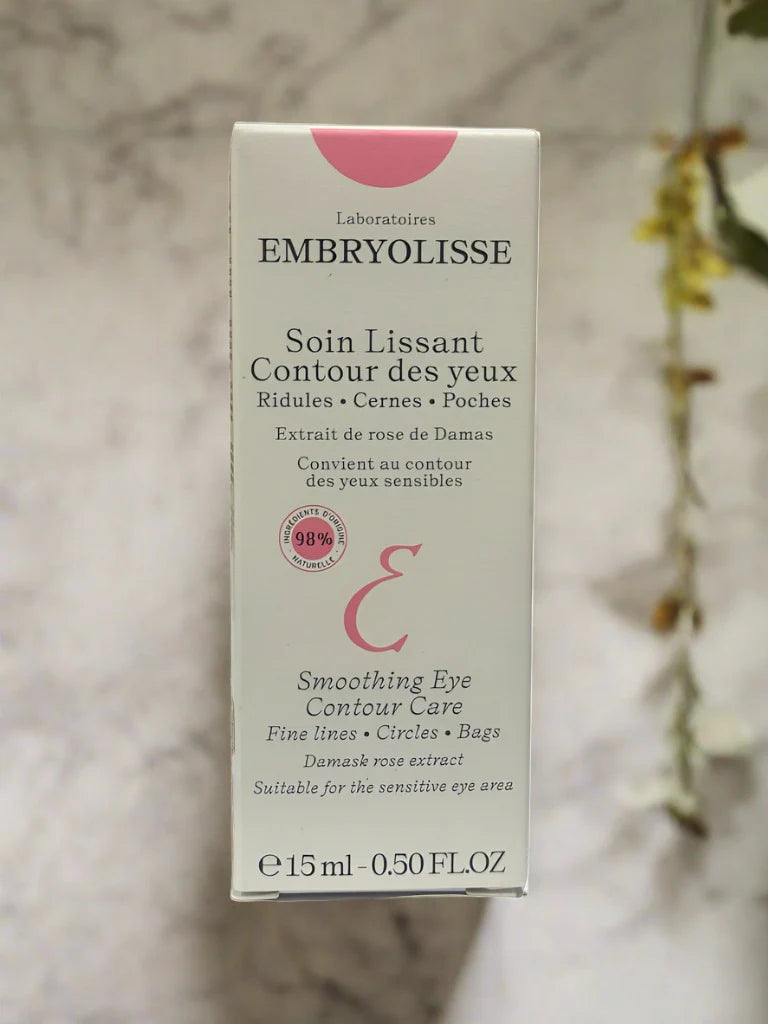 Laboratoires
EMBRYOLISSE
Soin Lissant
Contour des yeux
Ridules • Cernes • Poches
Extrait de rose de Damas
Convient au contour
des yeux sensibles
INGRÉDIENTS D'ORIGINE
98%
NATURELLE
Smoothing Eye
Contour Care
Fine lines • Circles • Bags
Damask rose extract
Suitable for the sensitive eye area
℮ 15 ml - 0.50 FL.OZ